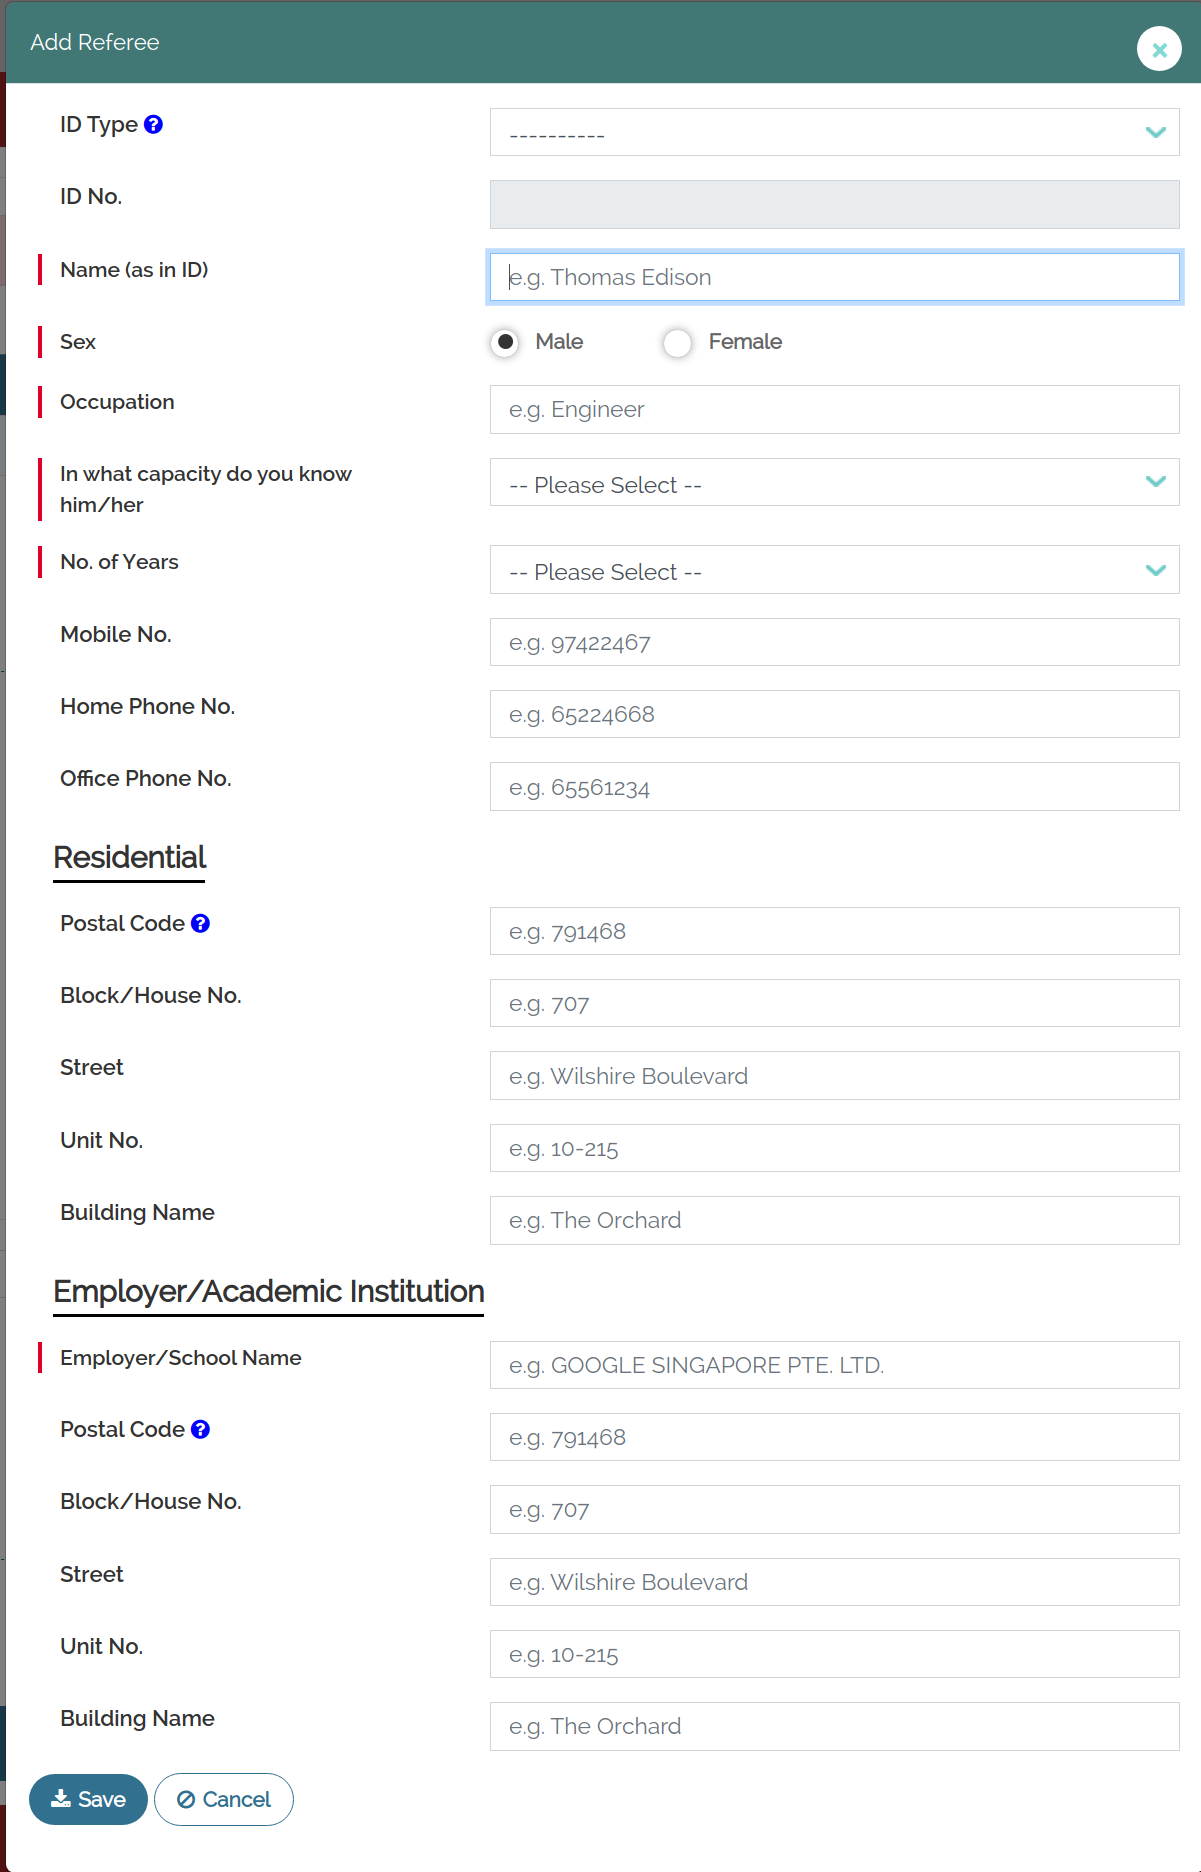 Add Referee
ID Type
----------
ID No.
Name (as in ID)
e.g. Thomas Edison
Sex
Male
Female
Occupation
e.g. Engineer
In what capacity do you know
him/her
-- Please Select --
No. of Years
-- Please Select --
Mobile No.
e.g. 97422467
Home Phone No.
e.g. 65224668
Office Phone No.
e.g. 65561234
Residential
Postal Code
e.g. 791468
Block/House No.
e.g. 707
Street
e.g. Wilshire Boulevard
Unit No.
e.g. 10-215
Building Name
e.g. The Orchard
Employer/Academic Institution
Employer/School Name
e.g. GOOGLE SINGAPORE PTE. LTD.
Postal Code
e.g. 791468
Block/House No.
e.g. 707
Street
e.g. Wilshire Boulevard
Unit No.
e.g. 10-215
Building Name
e.g. The Orchard
Save
Cancel